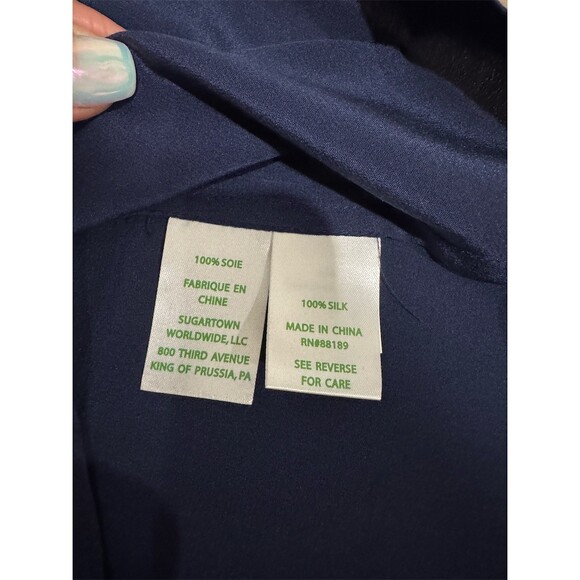 100% SOIE
FABRIQUE EN
CHINE
SUGARTOWN
WORLDWIDE, LLC
800 THIRD AVENUE
KING OF PRUSSIA, PA
100% SILK
MADE IN CHINA
RN#88189
SEE REVERSE
FOR CARE